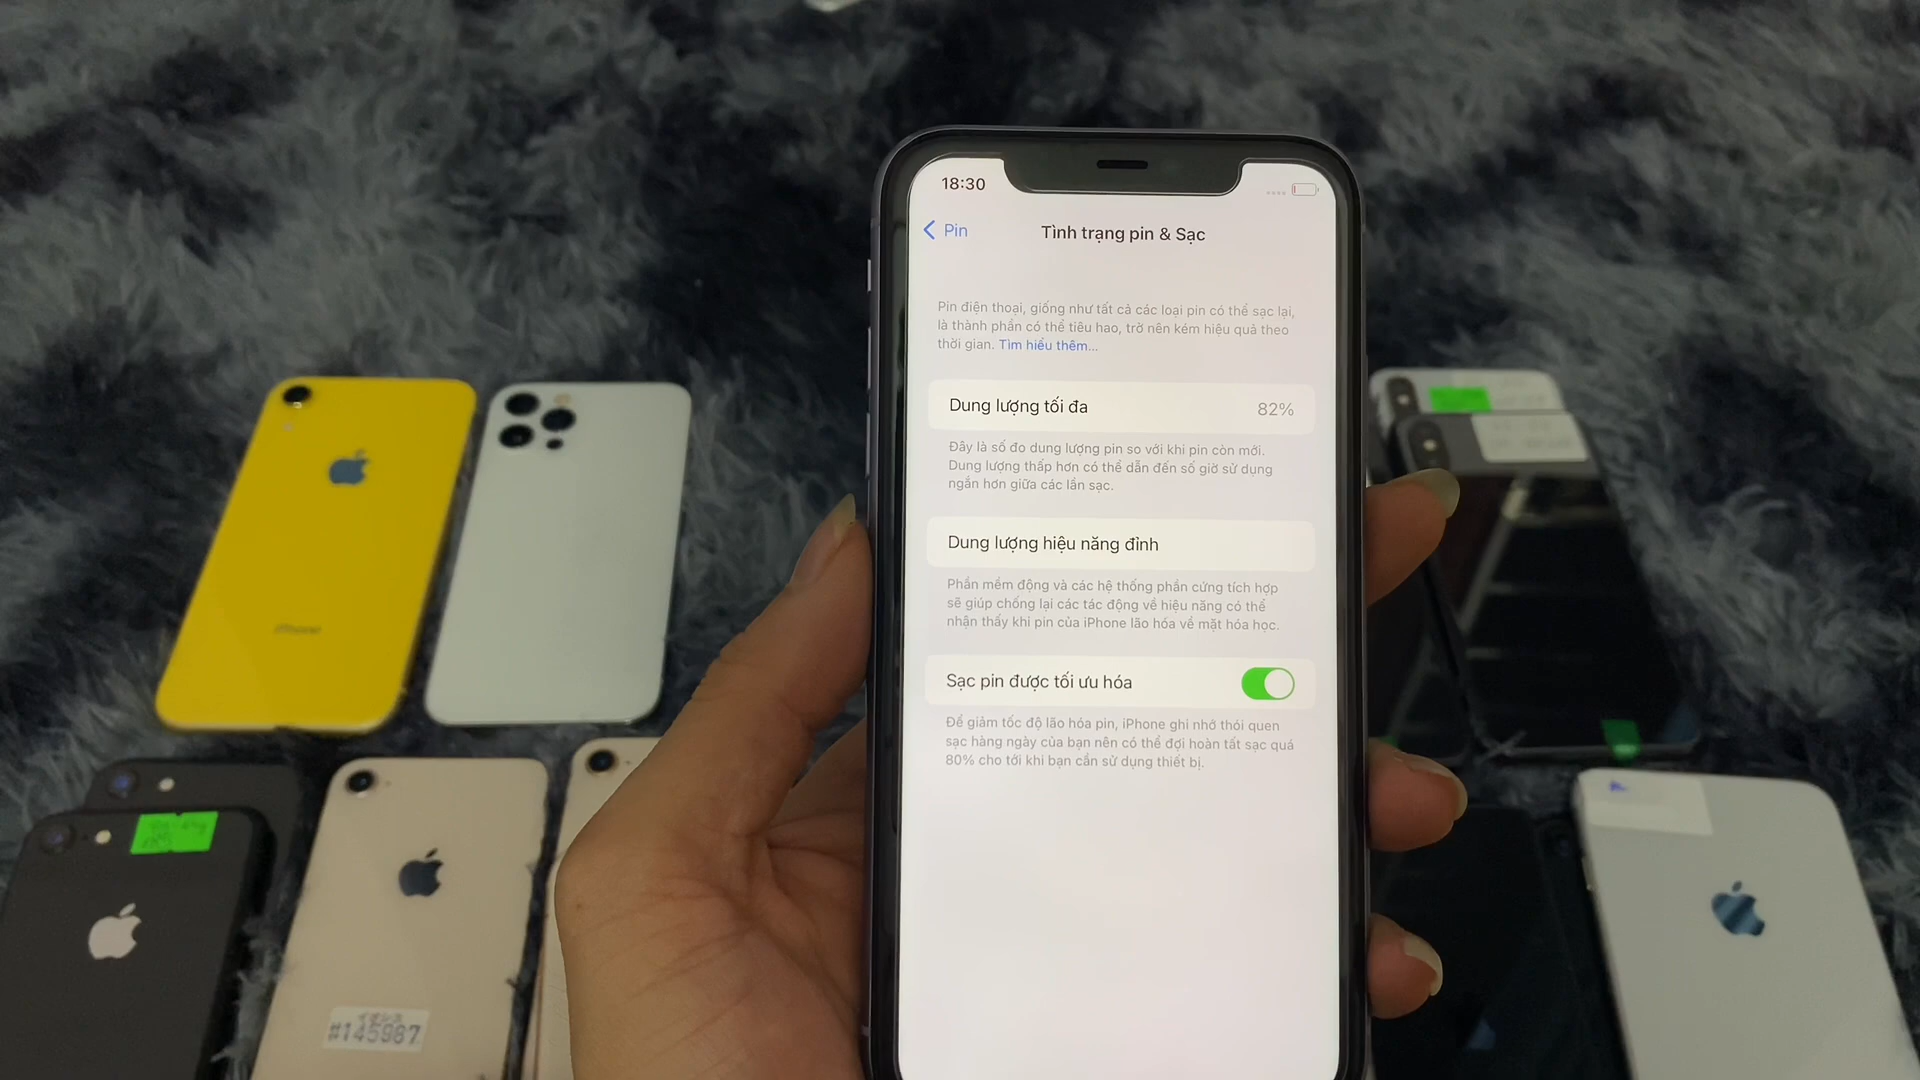 18:30
Pin
Tình trạng pin & Sạc
Pin điện thoại, giống như tất cả các loại pin có thể sạc lại,
là thành phần có thể tiêu hao, trở nên kém hiệu quả theo
thời gian. Tìm hiểu thêm...
Dung lượng tối đa 82%
Đây là số đo dung lượng pin so với khi pin còn mới.
Dung lượng thấp hơn có thể dẫn đến số giờ sử dụng
ngắn hơn giữa các lần sạc.
Dung lượng hiệu năng đỉnh
Phần mềm động và các hệ thống phần cứng tích hợp
sẽ giúp chống lại các tác động về hiệu năng có thể
nhận thấy khi pin của iPhone lão hóa về mặt hóa học.
Sạc pin được tối ưu hóa
Để giảm tốc độ lão hóa pin, iPhone ghi nhớ thói quen
sạc hàng ngày của bạn nên có thể đợi hoàn tất sạc quá
80% cho tới khi bạn cần sử dụng thiết bị.
iPhone
#145987